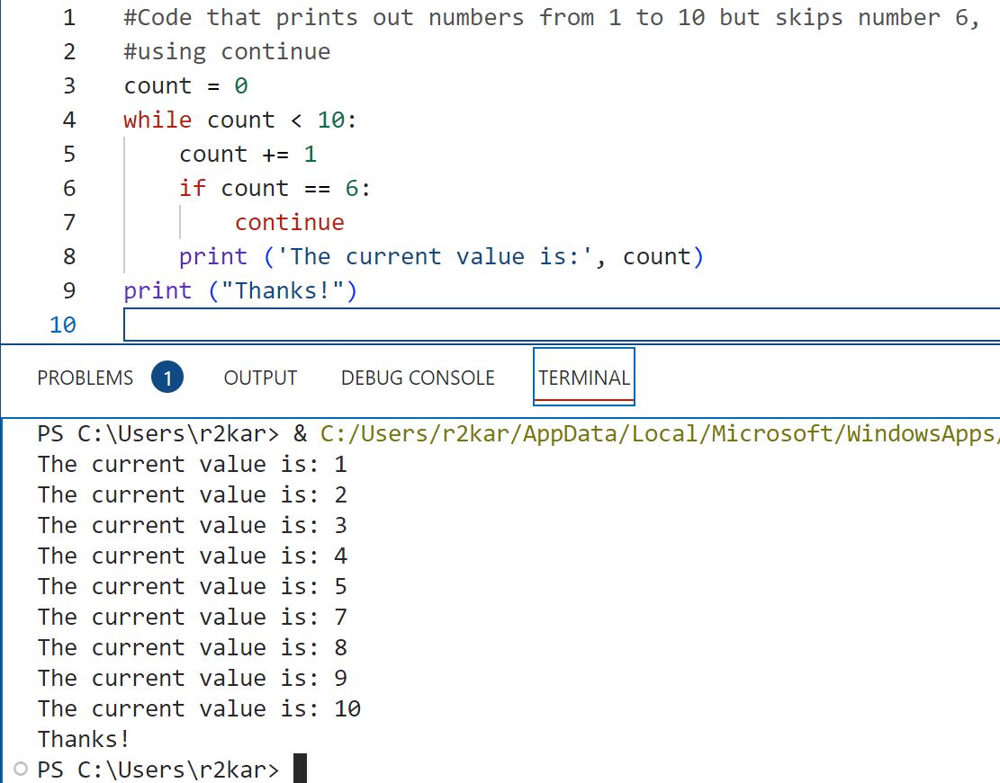 1 #Code that prints out numbers from 1 to 10 but skips number 6,
2 #using continue
3 count = 0
4 while count < 10:
5     count += 1
6     if count == 6:
7         continue
8     print ('The current value is:', count)
9 print ("Thanks!")
10
PROBLEMS 1 OUTPUT DEBUG CONSOLE TERMINAL
PS C:\Users\r2kar> & C:/Users/r2kar/AppData/Local/Microsoft/WindowsApps/
The current value is: 1
The current value is: 2
The current value is: 3
The current value is: 4
The current value is: 5
The current value is: 7
The current value is: 8
The current value is: 9
The current value is: 10
Thanks!
PS C:\Users\r2kar>